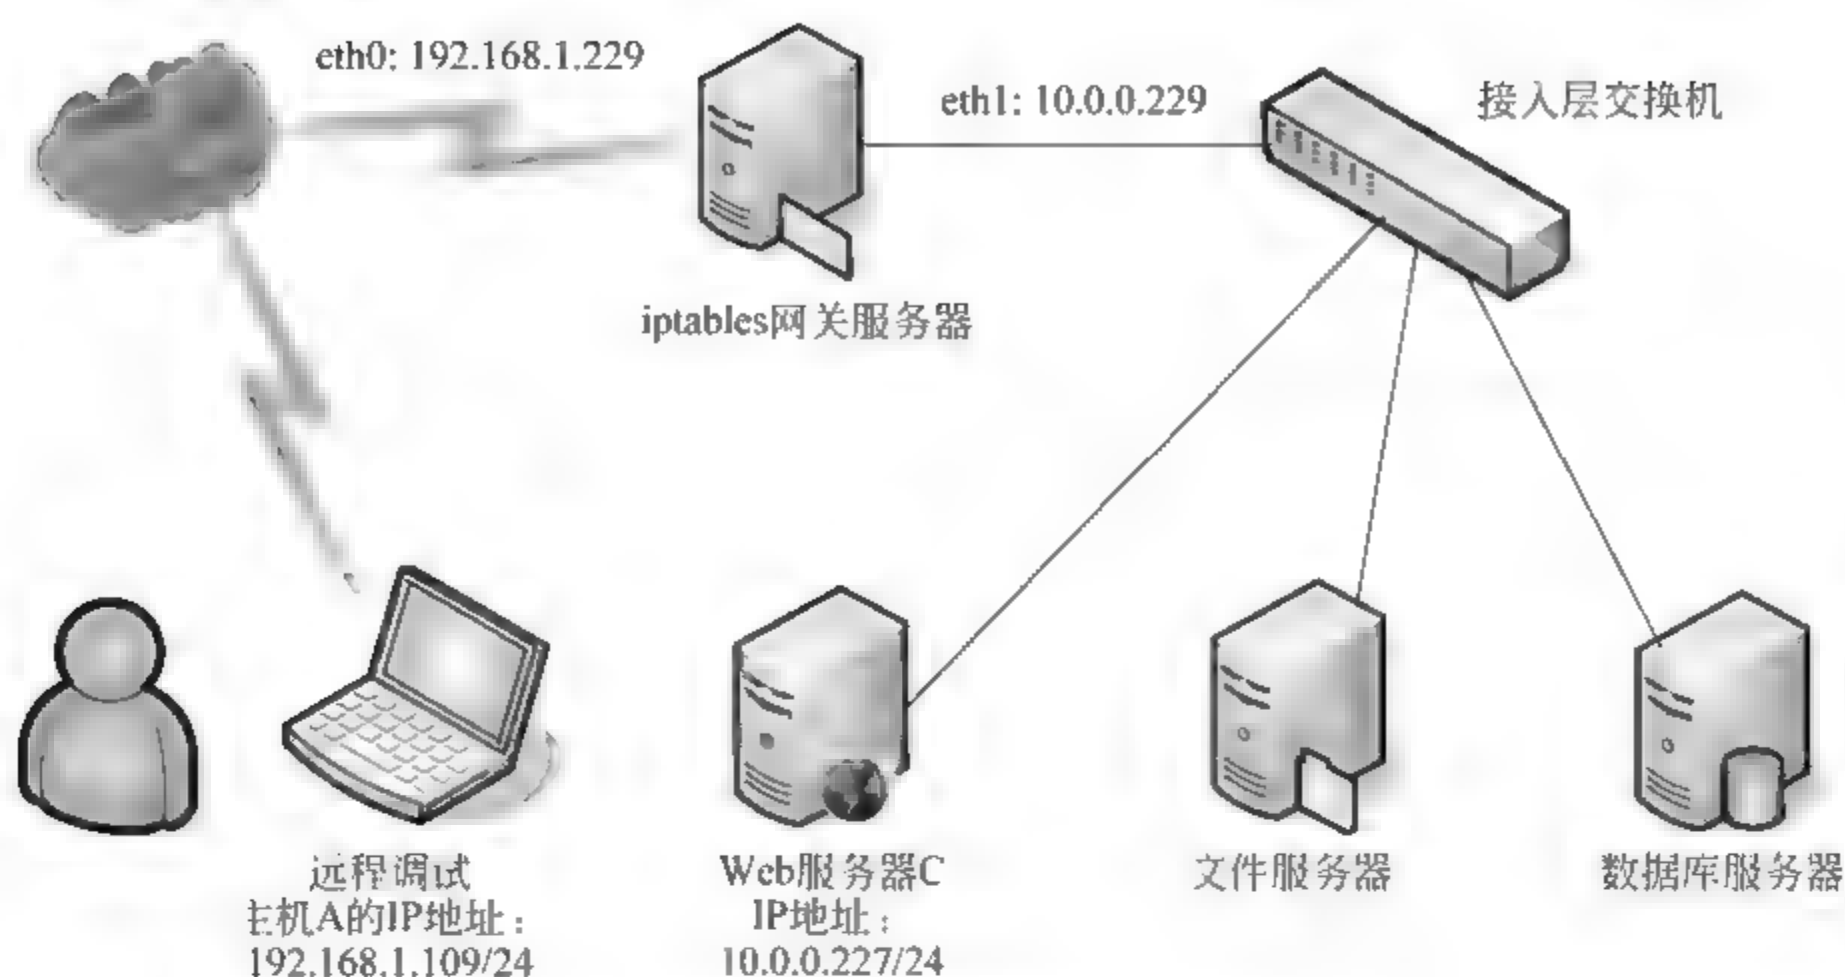 eth0: 192.168.1.229
eth1: 10.0.0.229
接入层交换机
iptables网关服务器
远程调试
主机A的IP地址：
192.168.1.109/24
Web服务器C
IP地址：
10.0.0.227/24
文件服务器
数据库服务器